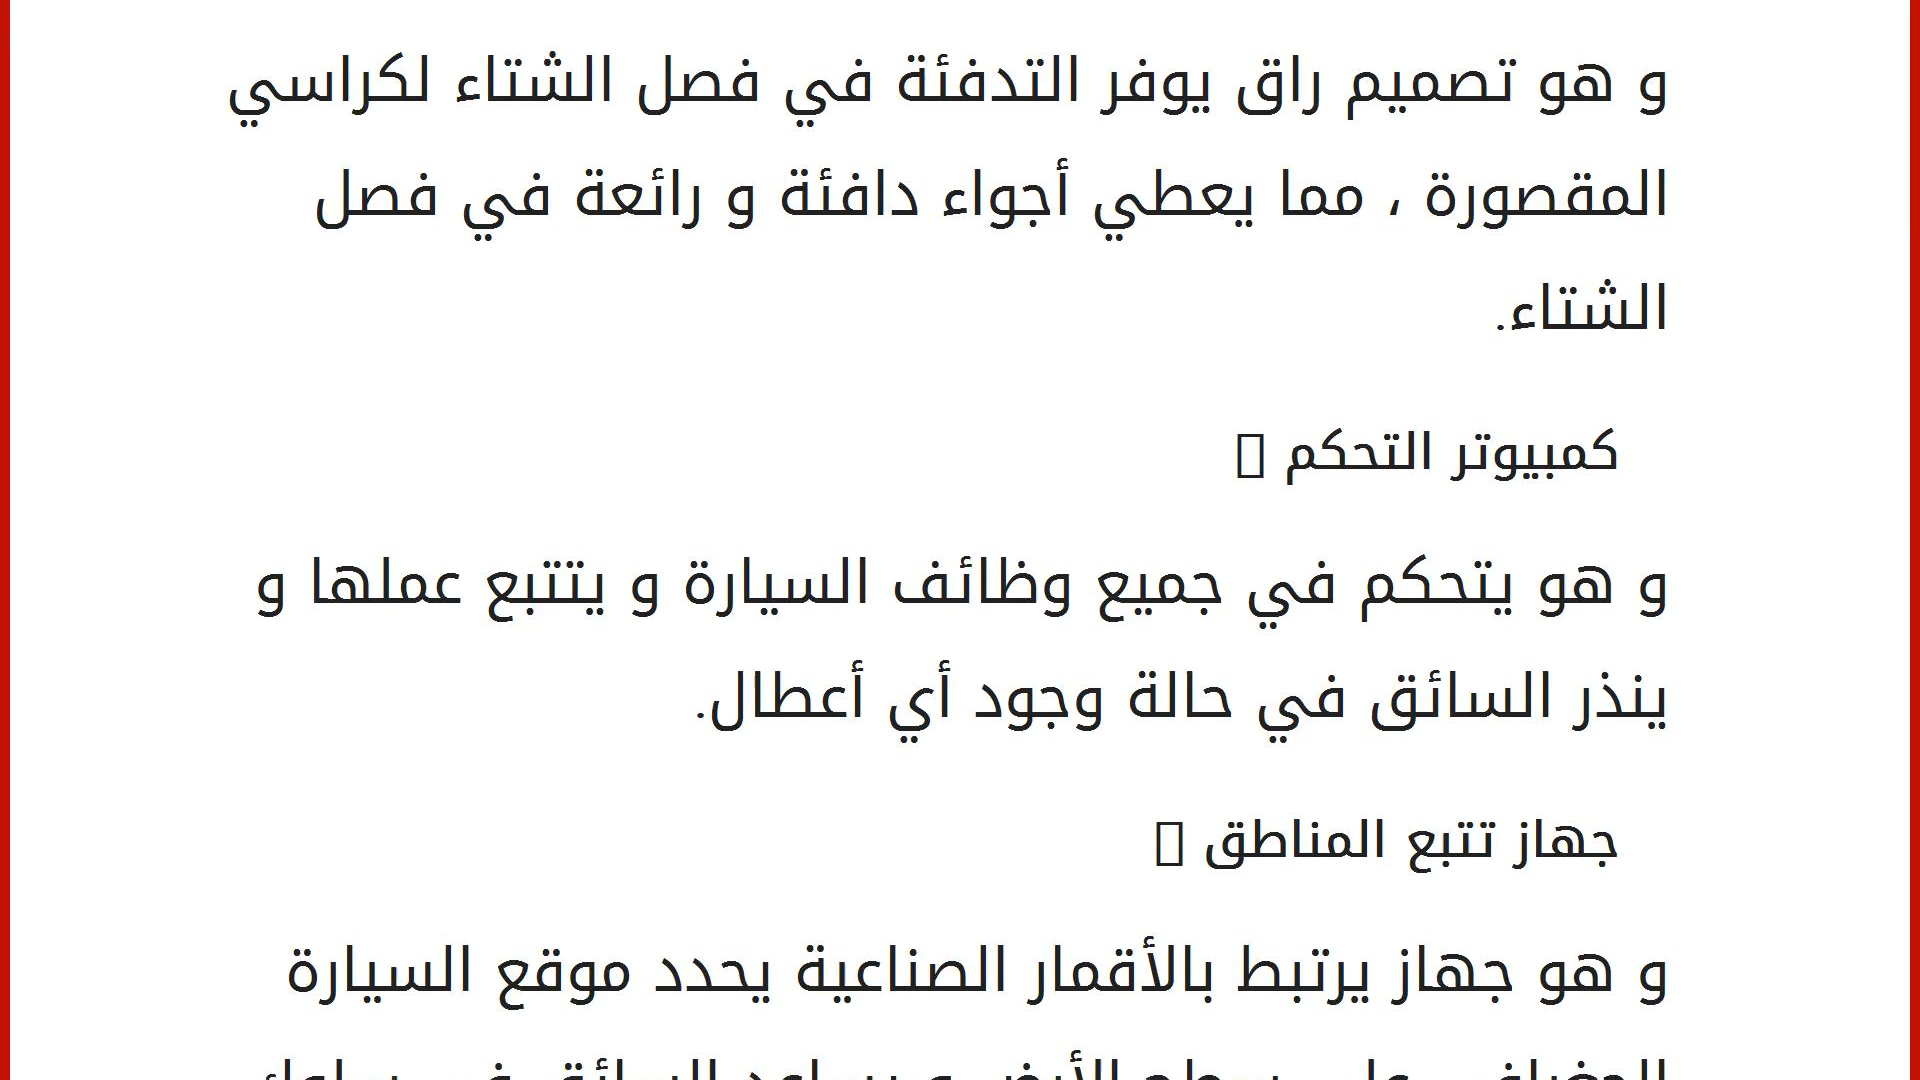 و هو تصميم راق يوفر التدفئة في فصل الشتاء لكراسي
المقصورة ، مما يعطي أجواء دافئة و رائعة في فصل
الشتاء.
كمبيوتر التحكم
و هو يتحكم في جميع وظائف السيارة و يتتبع عملها و
ينذر السائق في حالة وجود أي أعطال.
جهاز تتبع المناطق
و هو جهاز يرتبط بالأقمار الصناعية يحدد موقع السيارة